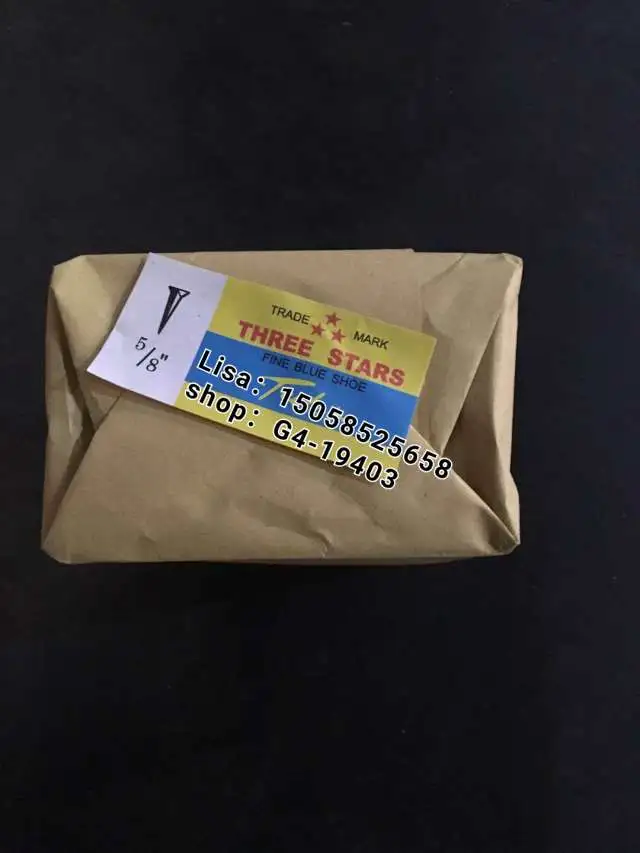 5/8"
TRADE MARK
THREE STARS
FINE BLUE SHOE
Lisa: 15058525658
shop: G4-19403